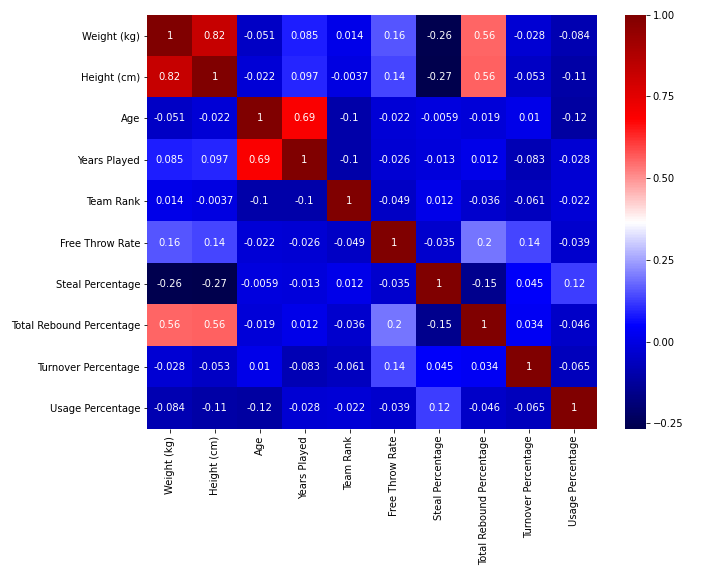 Weight (kg) 1 0.82 -0.051 0.085 0.014 0.16 -0.26 0.56 -0.028 -0.084
Height (cm) 0.82 1 -0.022 0.097 -0.0037 0.14 -0.27 0.56 -0.053 -0.11
Age -0.051 -0.022 1 0.69 -0.1 -0.022 -0.0059 -0.019 0.01 -0.12
Years Played 0.085 0.097 0.69 1 -0.1 -0.026 -0.013 0.012 -0.083 -0.028
Team Rank 0.014 -0.0037 -0.1 -0.1 1 -0.049 0.012 -0.036 -0.061 -0.022
Free Throw Rate 0.16 0.14 -0.022 -0.026 -0.049 1 -0.035 0.2 0.14 -0.039
Steal Percentage -0.26 -0.27 -0.0059 -0.013 0.012 -0.035 1 -0.15 0.045 0.12
Total Rebound Percentage 0.56 0.56 -0.019 0.012 -0.036 0.2 -0.15 1 0.034 -0.046
Turnover Percentage -0.028 -0.053 0.01 -0.083 -0.061 0.14 0.045 0.034 1 -0.065
Usage Percentage -0.084 -0.11 -0.12 -0.028 -0.022 -0.039 0.12 -0.046 -0.065 1
Weight (kg)
Height (cm)
Age
Years Played
Team Rank
Free Throw Rate
Steal Percentage
Total Rebound Percentage
Turnover Percentage
Usage Percentage
1.00
0.75
0.50
0.25
0.00
-0.25